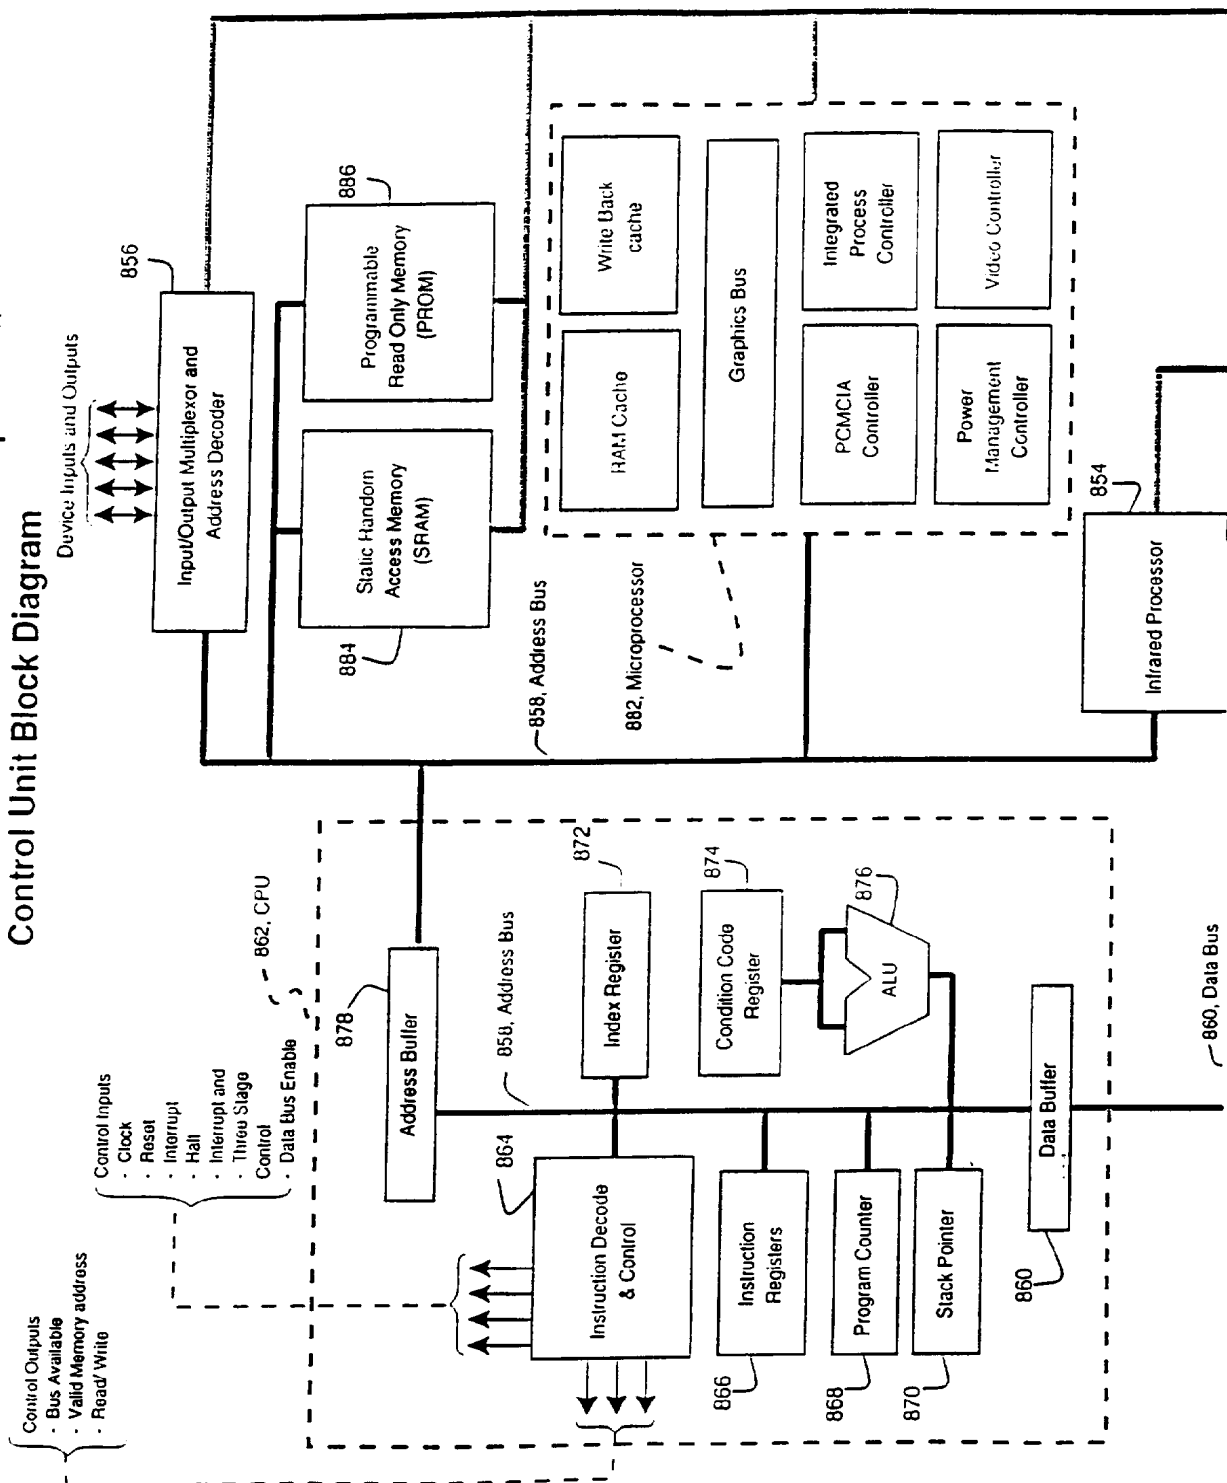 Control Unit Block Diagram
Control Outputs
- Bus Available
- Valid Memory address
- Read/ Write
Control Inputs
- Clock
- Reset
- Interrupt
- Halt
- Interrupt and
- Three Stage
Control
- Data Bus Enable
862, CPU
Device Inputs and Outputs
856
Input/Output Multiplexor and
Address Decoder
878
Address Buffer
884
Static Random
Access Memory
(SRAM)
886
Programmable
Read Only Memory
(PROM)
864
Instruction Decode
& Control
858, Address Bus
858, Address Bus
872
Index Register
882, Microprocessor
RAM Cache
Write Back
cache
Graphics Bus
866
Instruction
Registers
874
Condition Code
Register
PCMCIA
Controller
Integrated
Process
Controller
868
Program Counter
876
ALU
870
Stack Pointer
Power
Management
Controller
Video Controller
860
Data Buffer
854
Infrared Processor
860, Data Bus